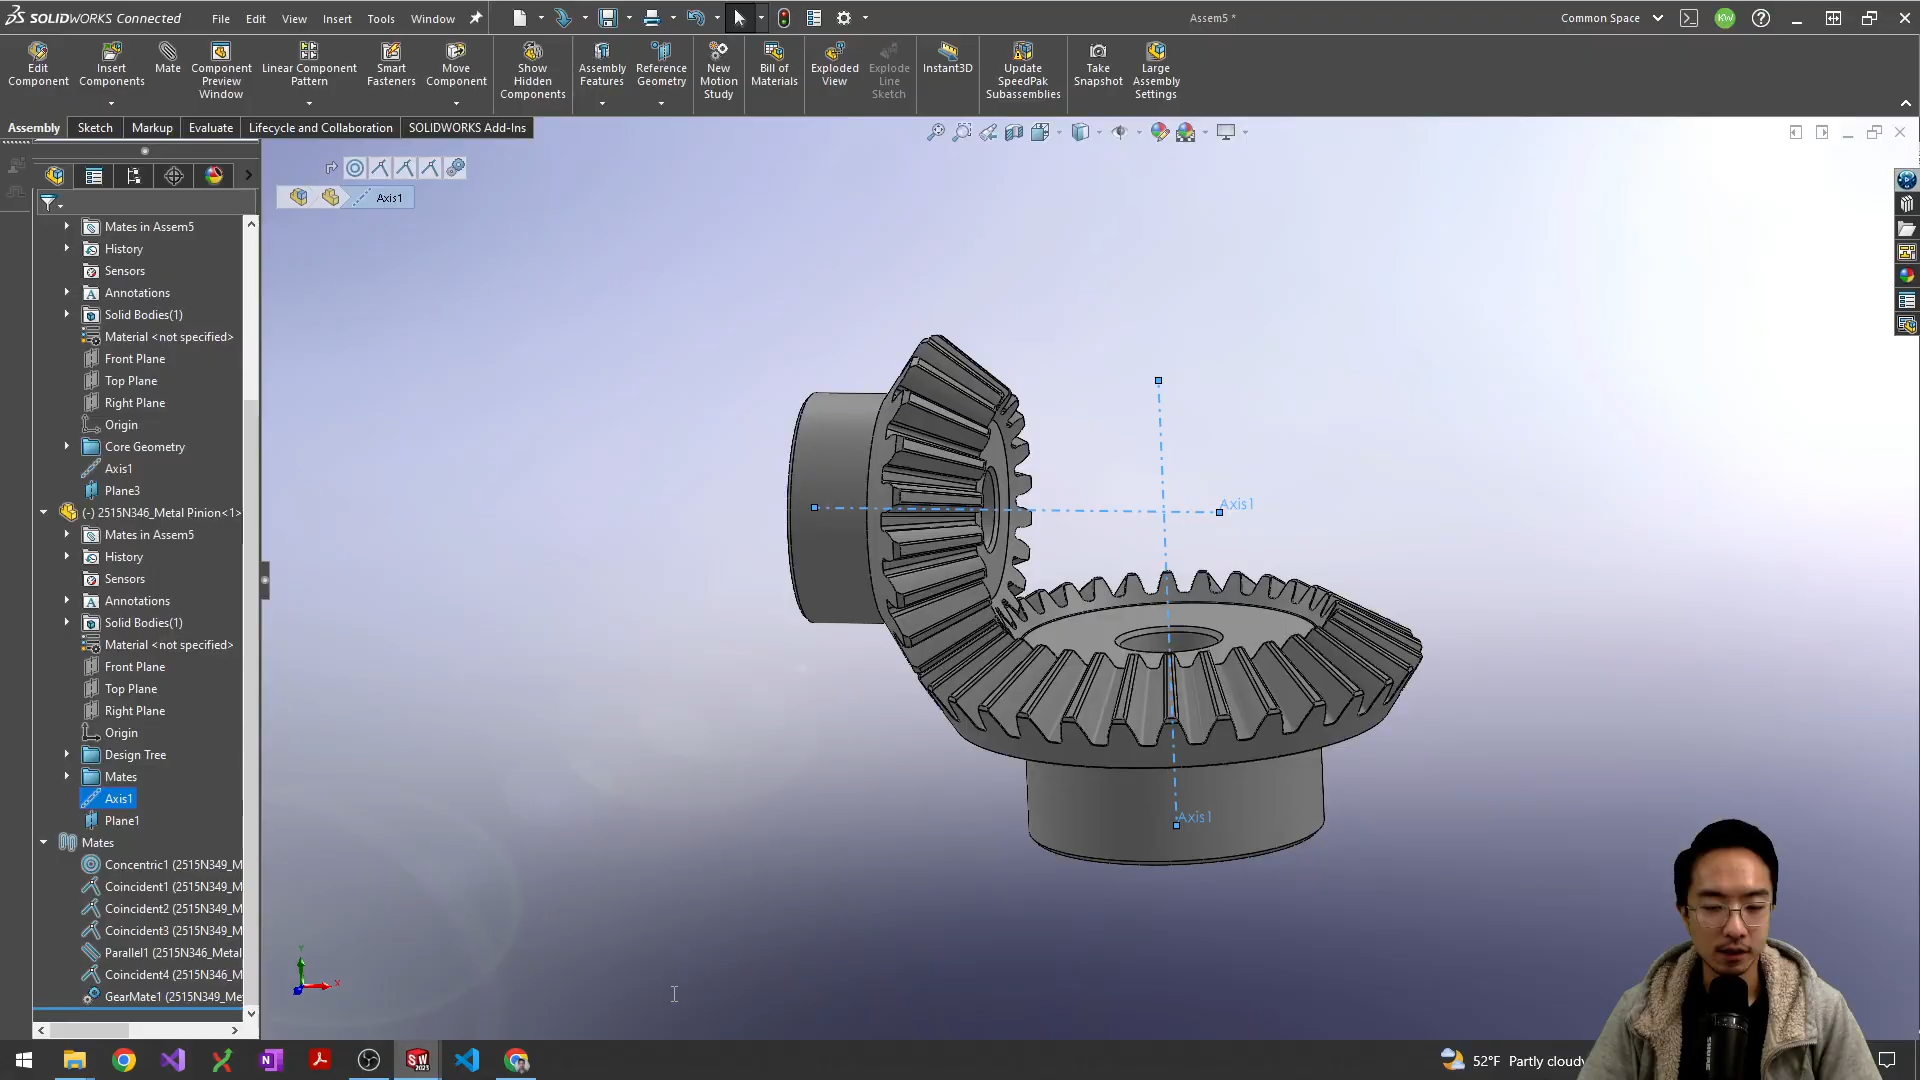 SOLIDWORKS Connected
File Edit View Insert Tools Window
Assem5 *
Common Space
KW
Edit Component
Insert Components
Mate
Component Preview Window
Linear Component Pattern
Smart Fasteners
Move Component
Show Hidden Components
Assembly Features
Reference Geometry
New Motion Study
Bill of Materials
Exploded View
Explode Line Sketch
Instant3D
Update SpeedPak Subassemblies
Take Snapshot
Large Assembly Settings
Assembly Sketch Markup Evaluate Lifecycle and Collaboration SOLIDWORKS Add-Ins
Axis1
Mates in Assem5
History
Sensors
Annotations
Solid Bodies(1)
Material <not specified>
Front Plane
Top Plane
Right Plane
Origin
Core Geometry
Axis1
Plane3
(-) 2515N346_Metal Pinion<1>
Mates in Assem5
History
Sensors
Annotations
Solid Bodies(1)
Material <not specified>
Front Plane
Top Plane
Right Plane
Origin
Design Tree
Mates
Axis1
Plane1
Mates
Concentric1 (2515N349_M
Coincident1 (2515N349_M
Coincident2 (2515N349_M
Coincident3 (2515N349_M
Parallel1 (2515N346_Metal
Coincident4 (2515N346_M
GearMate1 (2515N349_Me
Axis1
Axis1
Y
X
52°F Partly cloudy